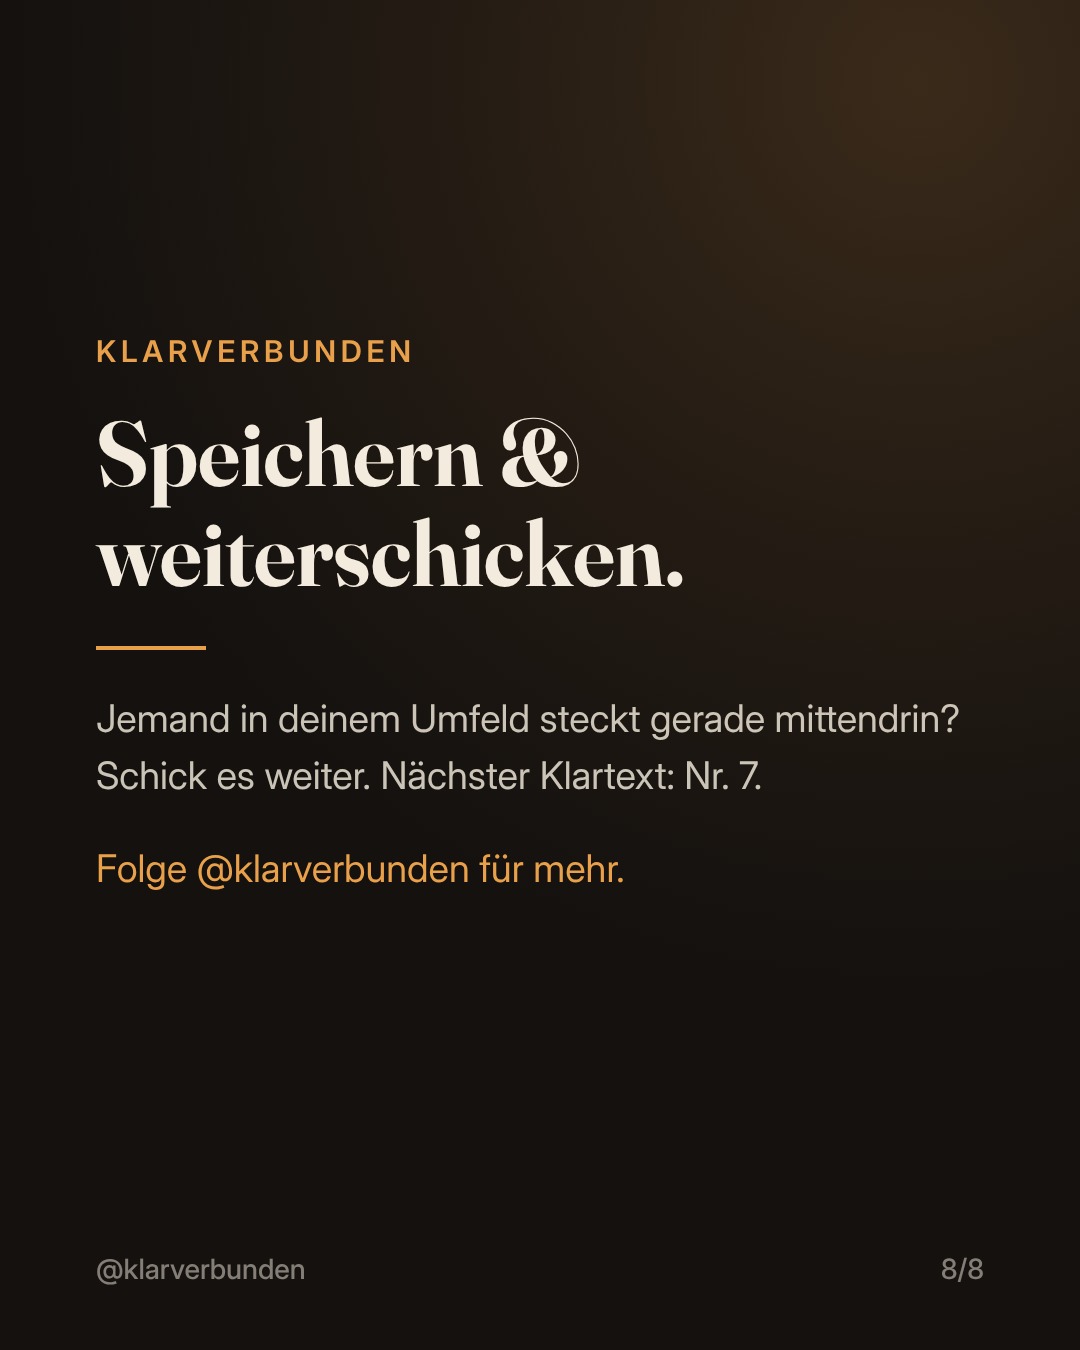 KLARVERBUNDEN
Speichern &
weiterschicken.
Jemand in deinem Umfeld steckt gerade mittendrin?
Schick es weiter. Nächster Klartext: Nr. 7.
Folge @klarverbunden für mehr.
@klarverbunden
8/8